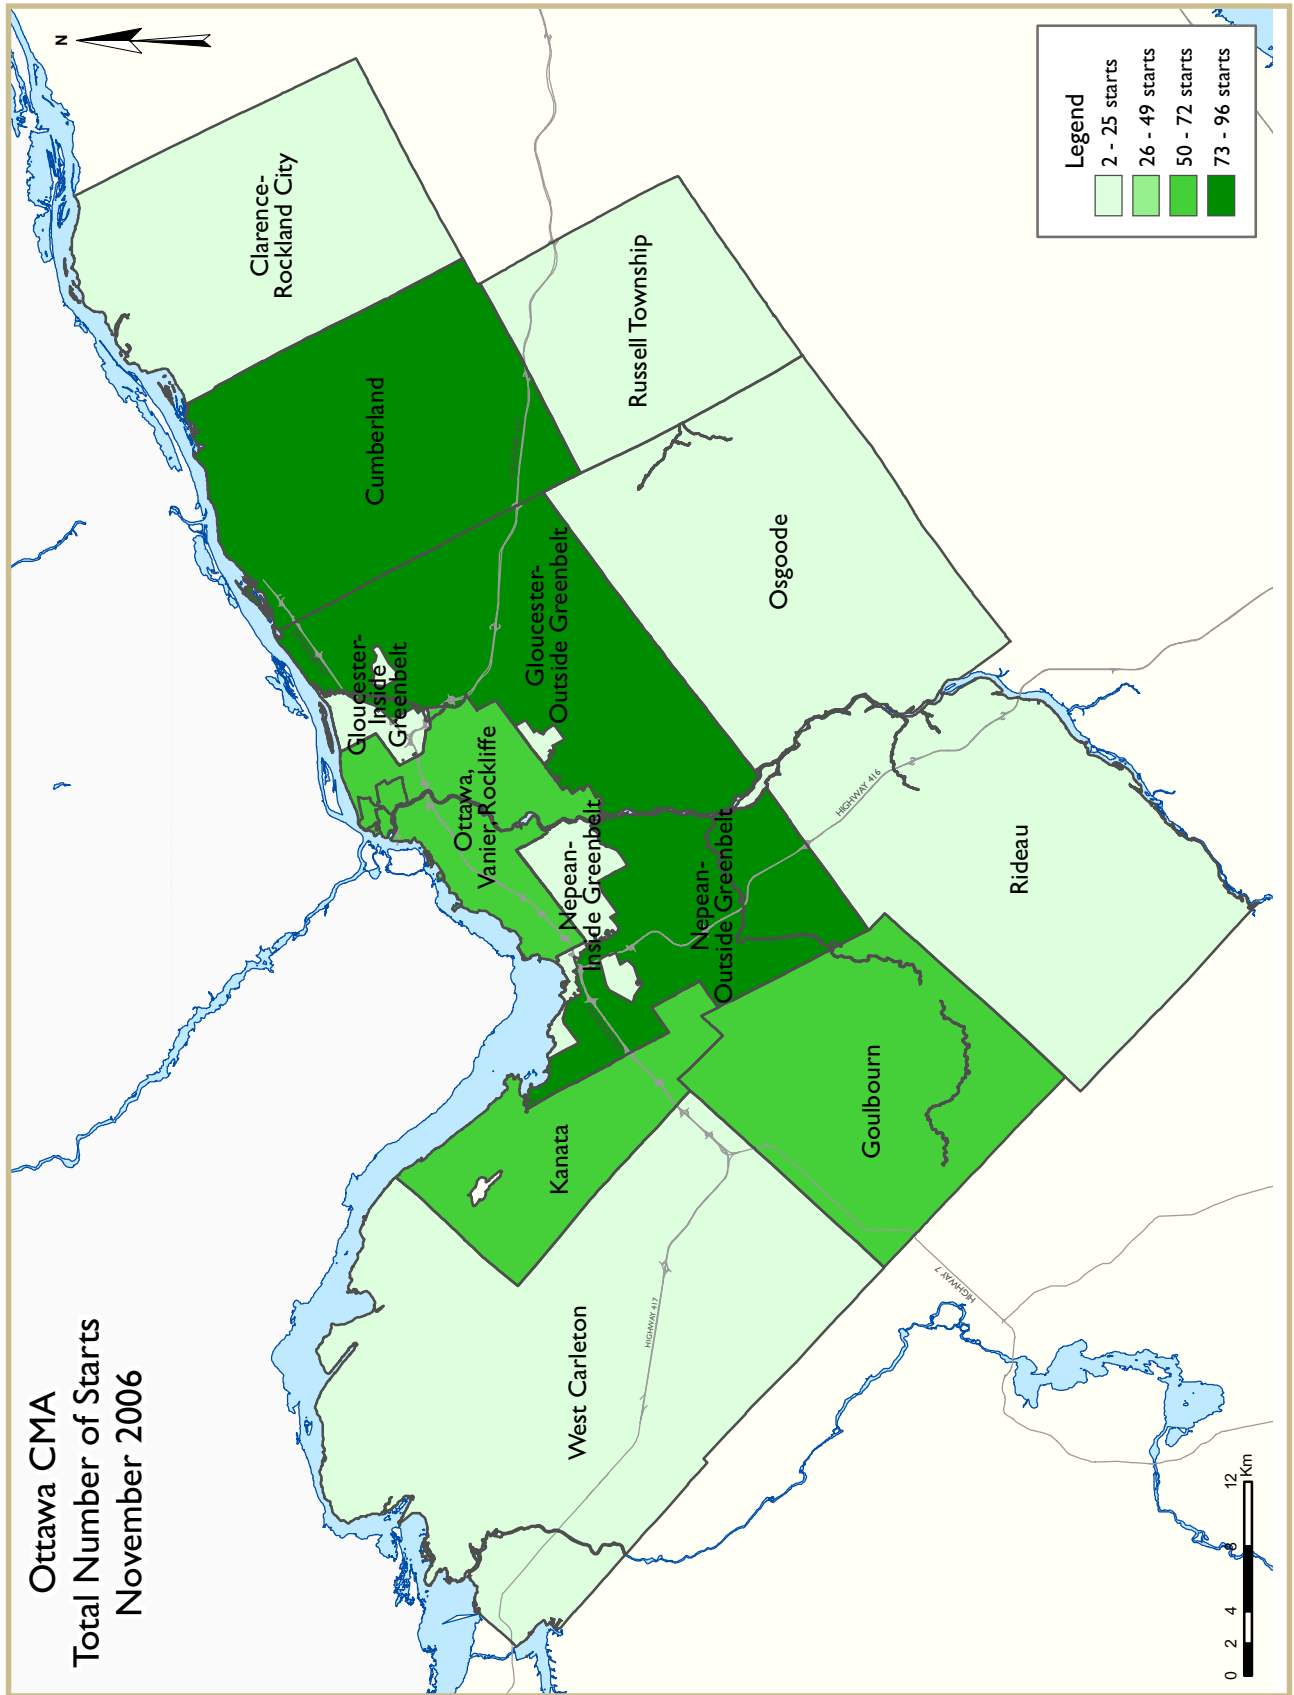 Ottawa CMA
Total Number of Starts
November 2006
N
Clarence-
Rockland City
Cumberland
Russell Township
Gloucester-
Inside
Greenbelt
Gloucester-
Outside Greenbelt
Osgoode
Ottawa,
Vanier, Rockliffe
Nepean-
Inside Greenbelt
Nepean-
Outside Greenbelt
HIGHWAY 416
Rideau
Kanata
Goulbourn
West Carleton
HIGHWAY 417
HIGHWAY 7
Legend
2 - 25 starts
26 - 49 starts
50 - 72 starts
73 - 96 starts
0 2 4 8 12
Km